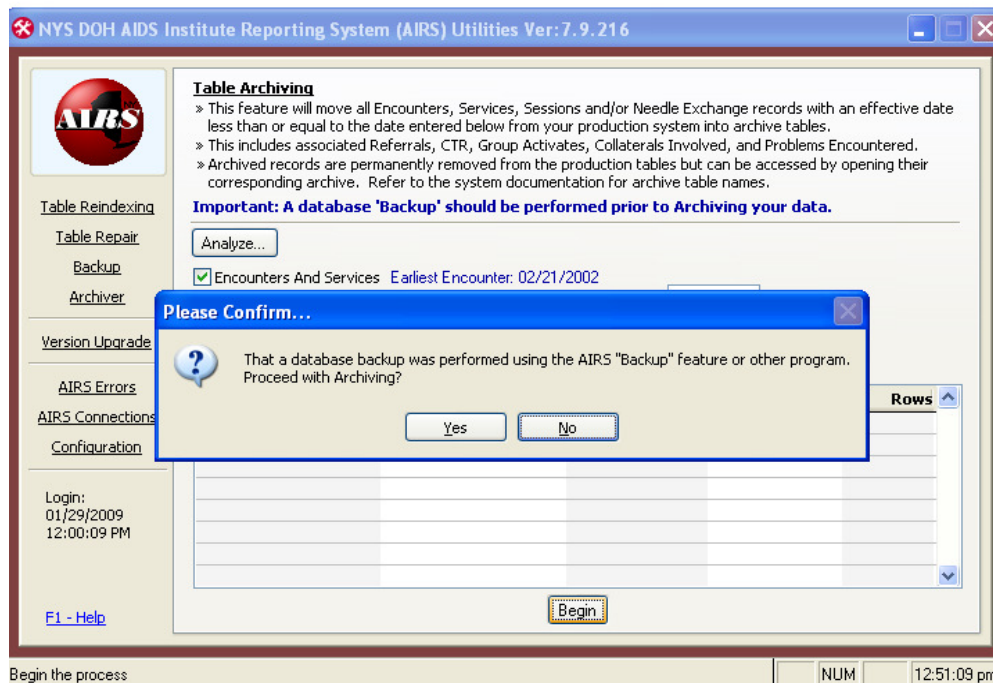 NYS DOH AIDS Institute Reporting System (AIRS) Utilities Ver:7.9.216
AIRS
NY
Table Reindexing
Table Repair
Backup
Archiver
Version Upgrade
AIRS Errors
AIRS Connections
Configuration
Login:
01/29/2009
12:00:09 PM
F1 - Help
Table Archiving
» This feature will move all Encounters, Services, Sessions and/or Needle Exchange records with an effective date
less than or equal to the date entered below from your production system into archive tables.
» This includes associated Referrals, CTR, Group Activates, Collaterals Involved, and Problems Encountered.
» Archived records are permanently removed from the production tables but can be accessed by opening their
corresponding archive. Refer to the system documentation for archive table names.
Important: A database 'Backup' should be performed prior to Archiving your data.
Analyze...
Encounters And Services Earliest Encounter: 02/21/2002
Please Confirm...
That a database backup was performed using the AIRS "Backup" feature or other program.
Proceed with Archiving?
Yes No
Rows
Begin
Begin the process NUM 12:51:09 pm